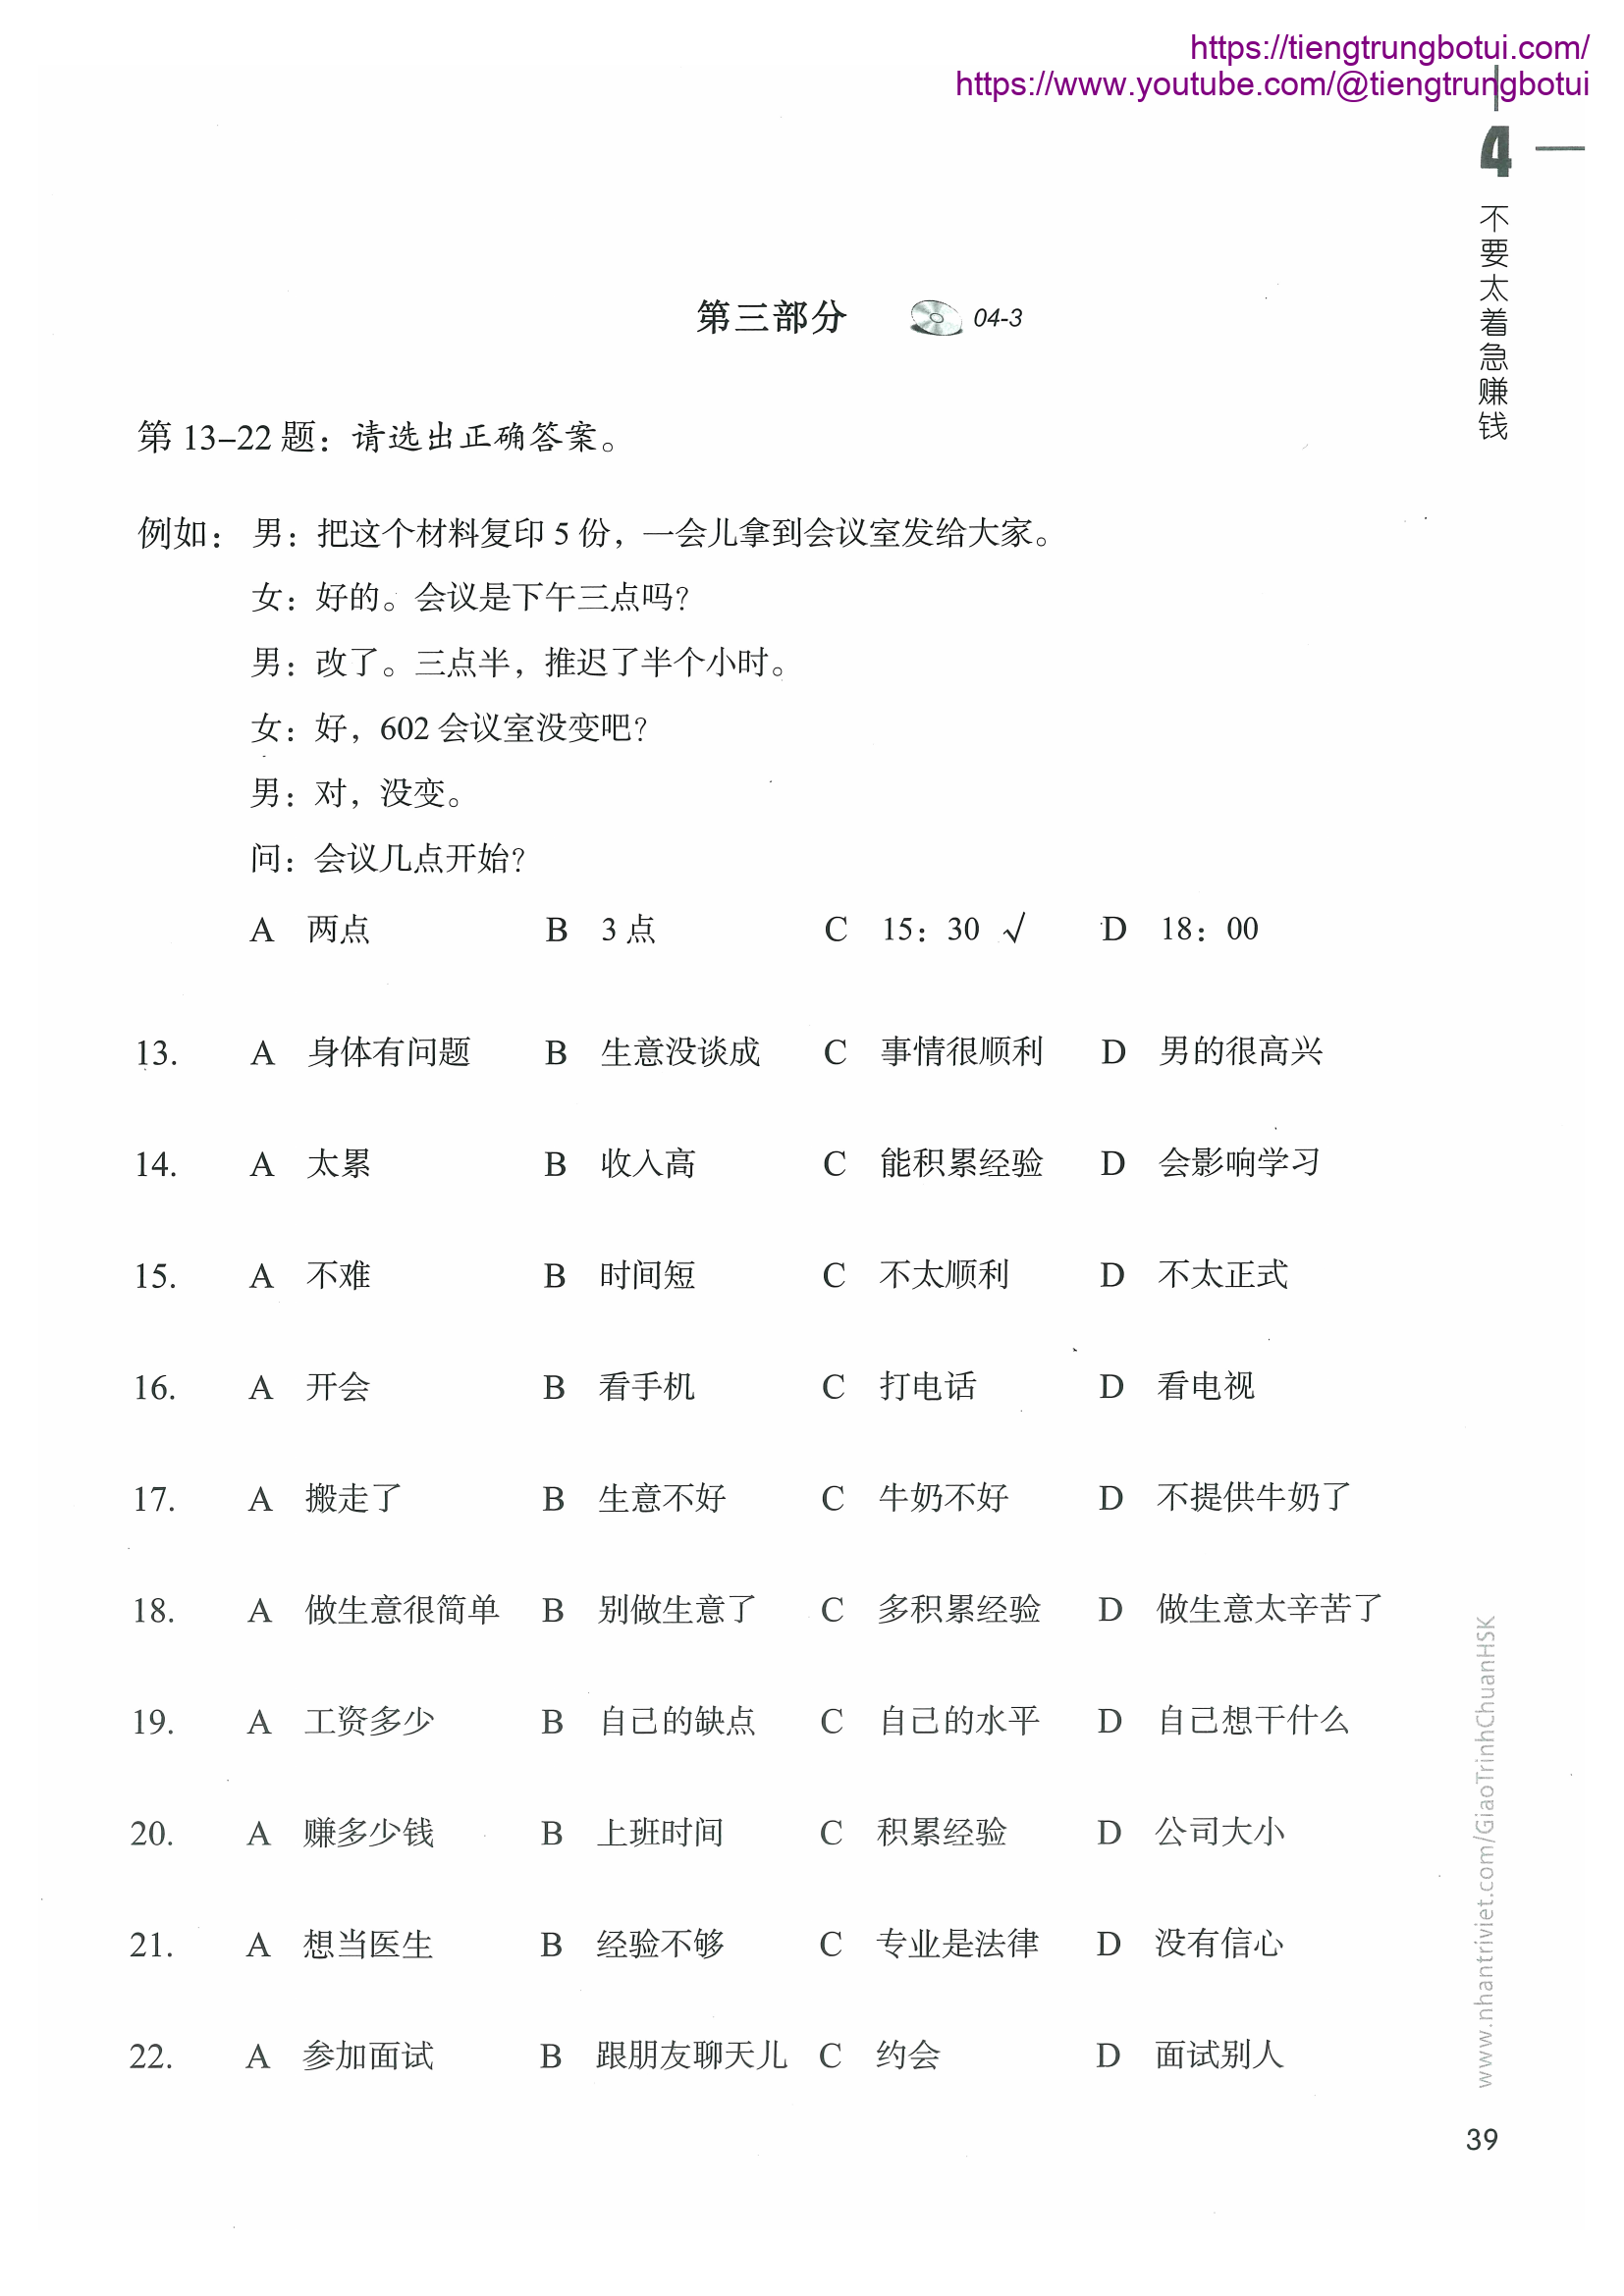 https://tiengtrungbotui.com/
https://www.youtube.com/@tiengtrungbotui
4
不要太着急赚钱
第三部分 04-3
第 13-22 题：请选出正确答案。
例如：男：把这个材料复印 5 份，一会儿拿到会议室发给大家。
女：好的。会议是下午三点吗？
男：改了。三点半，推迟了半个小时。
女：好，602 会议室没变吧？
男：对，没变。
问：会议几点开始？
A 两点 B 3 点 C 15：30 √ D 18：00
13. A 身体有问题 B 生意没谈成 C 事情很顺利 D 男的很高兴
14. A 太累 B 收入高 C 能积累经验 D 会影响学习
15. A 不难 B 时间短 C 不太顺利 D 不太正式
16. A 开会 B 看手机 C 打电话 D 看电视
17. A 搬走了 B 生意不好 C 牛奶不好 D 不提供牛奶了
18. A 做生意很简单 B 别做生意了 C 多积累经验 D 做生意太辛苦了
19. A 工资多少 B 自己的缺点 C 自己的水平 D 自己想干什么
20. A 赚多少钱 B 上班时间 C 积累经验 D 公司大小
21. A 想当医生 B 经验不够 C 专业是法律 D 没有信心
22. A 参加面试 B 跟朋友聊天儿 C 约会 D 面试别人
www.nhantriviet.com/GiaoTrinhChuanHSK
39